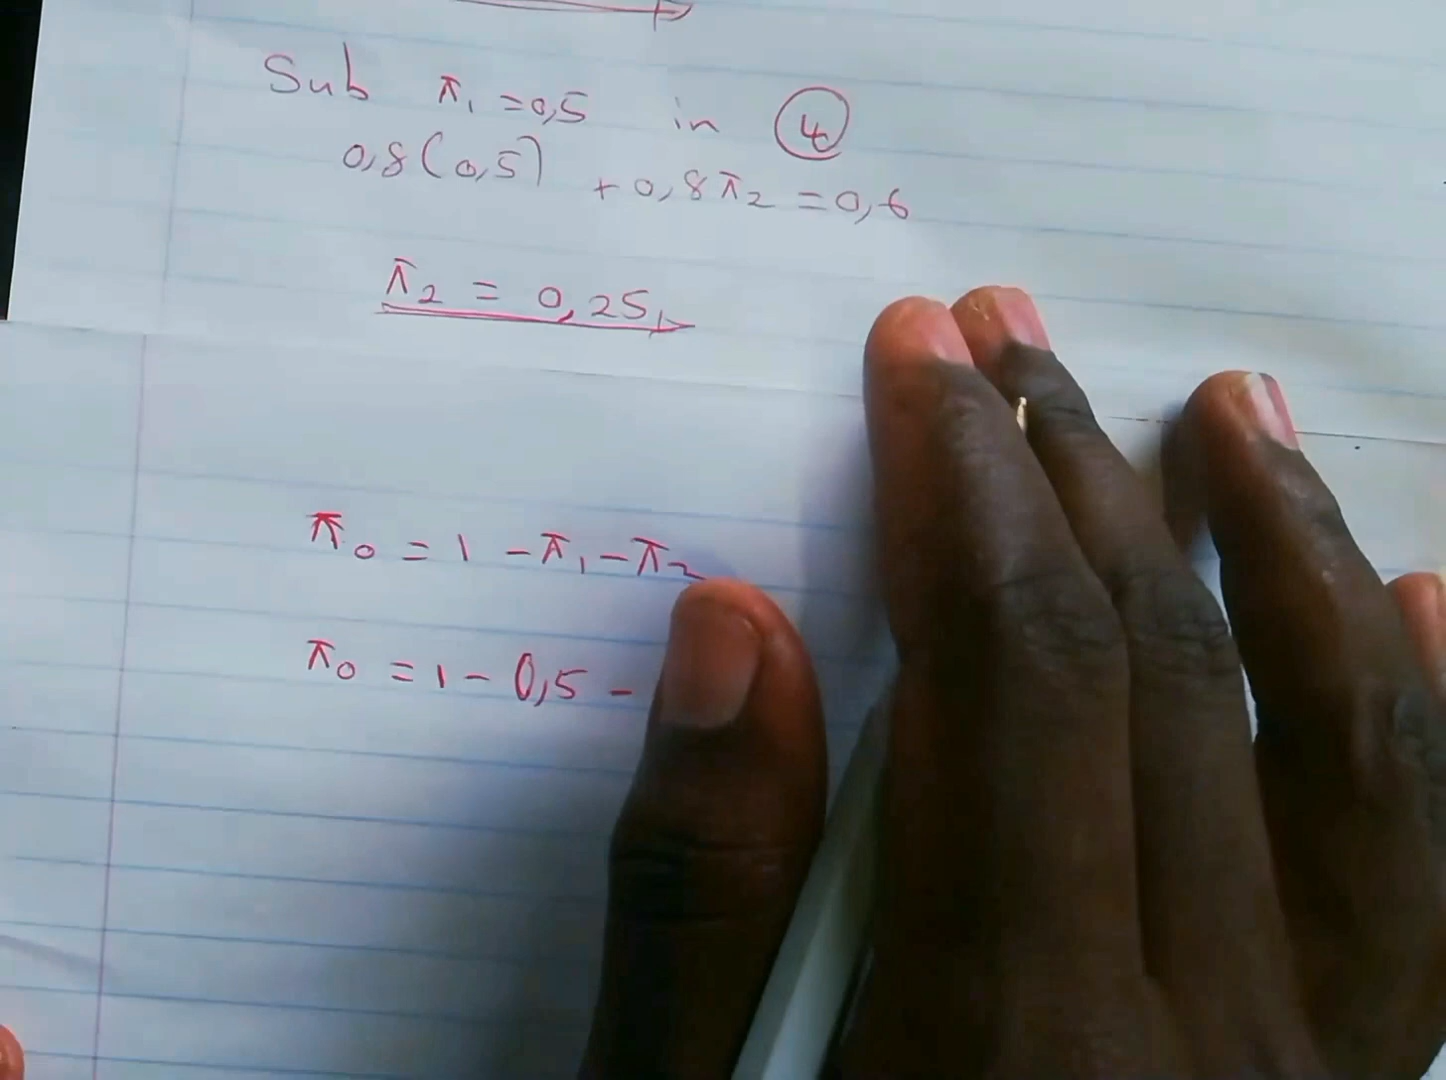 Sub π₁ = 0,5 in ④
0,8(0,5) + 0,8π₂ = 0,6
π₂ = 0,25
π₀ = 1 - π₁ - π₂
π₀ = 1 - 0,5 -